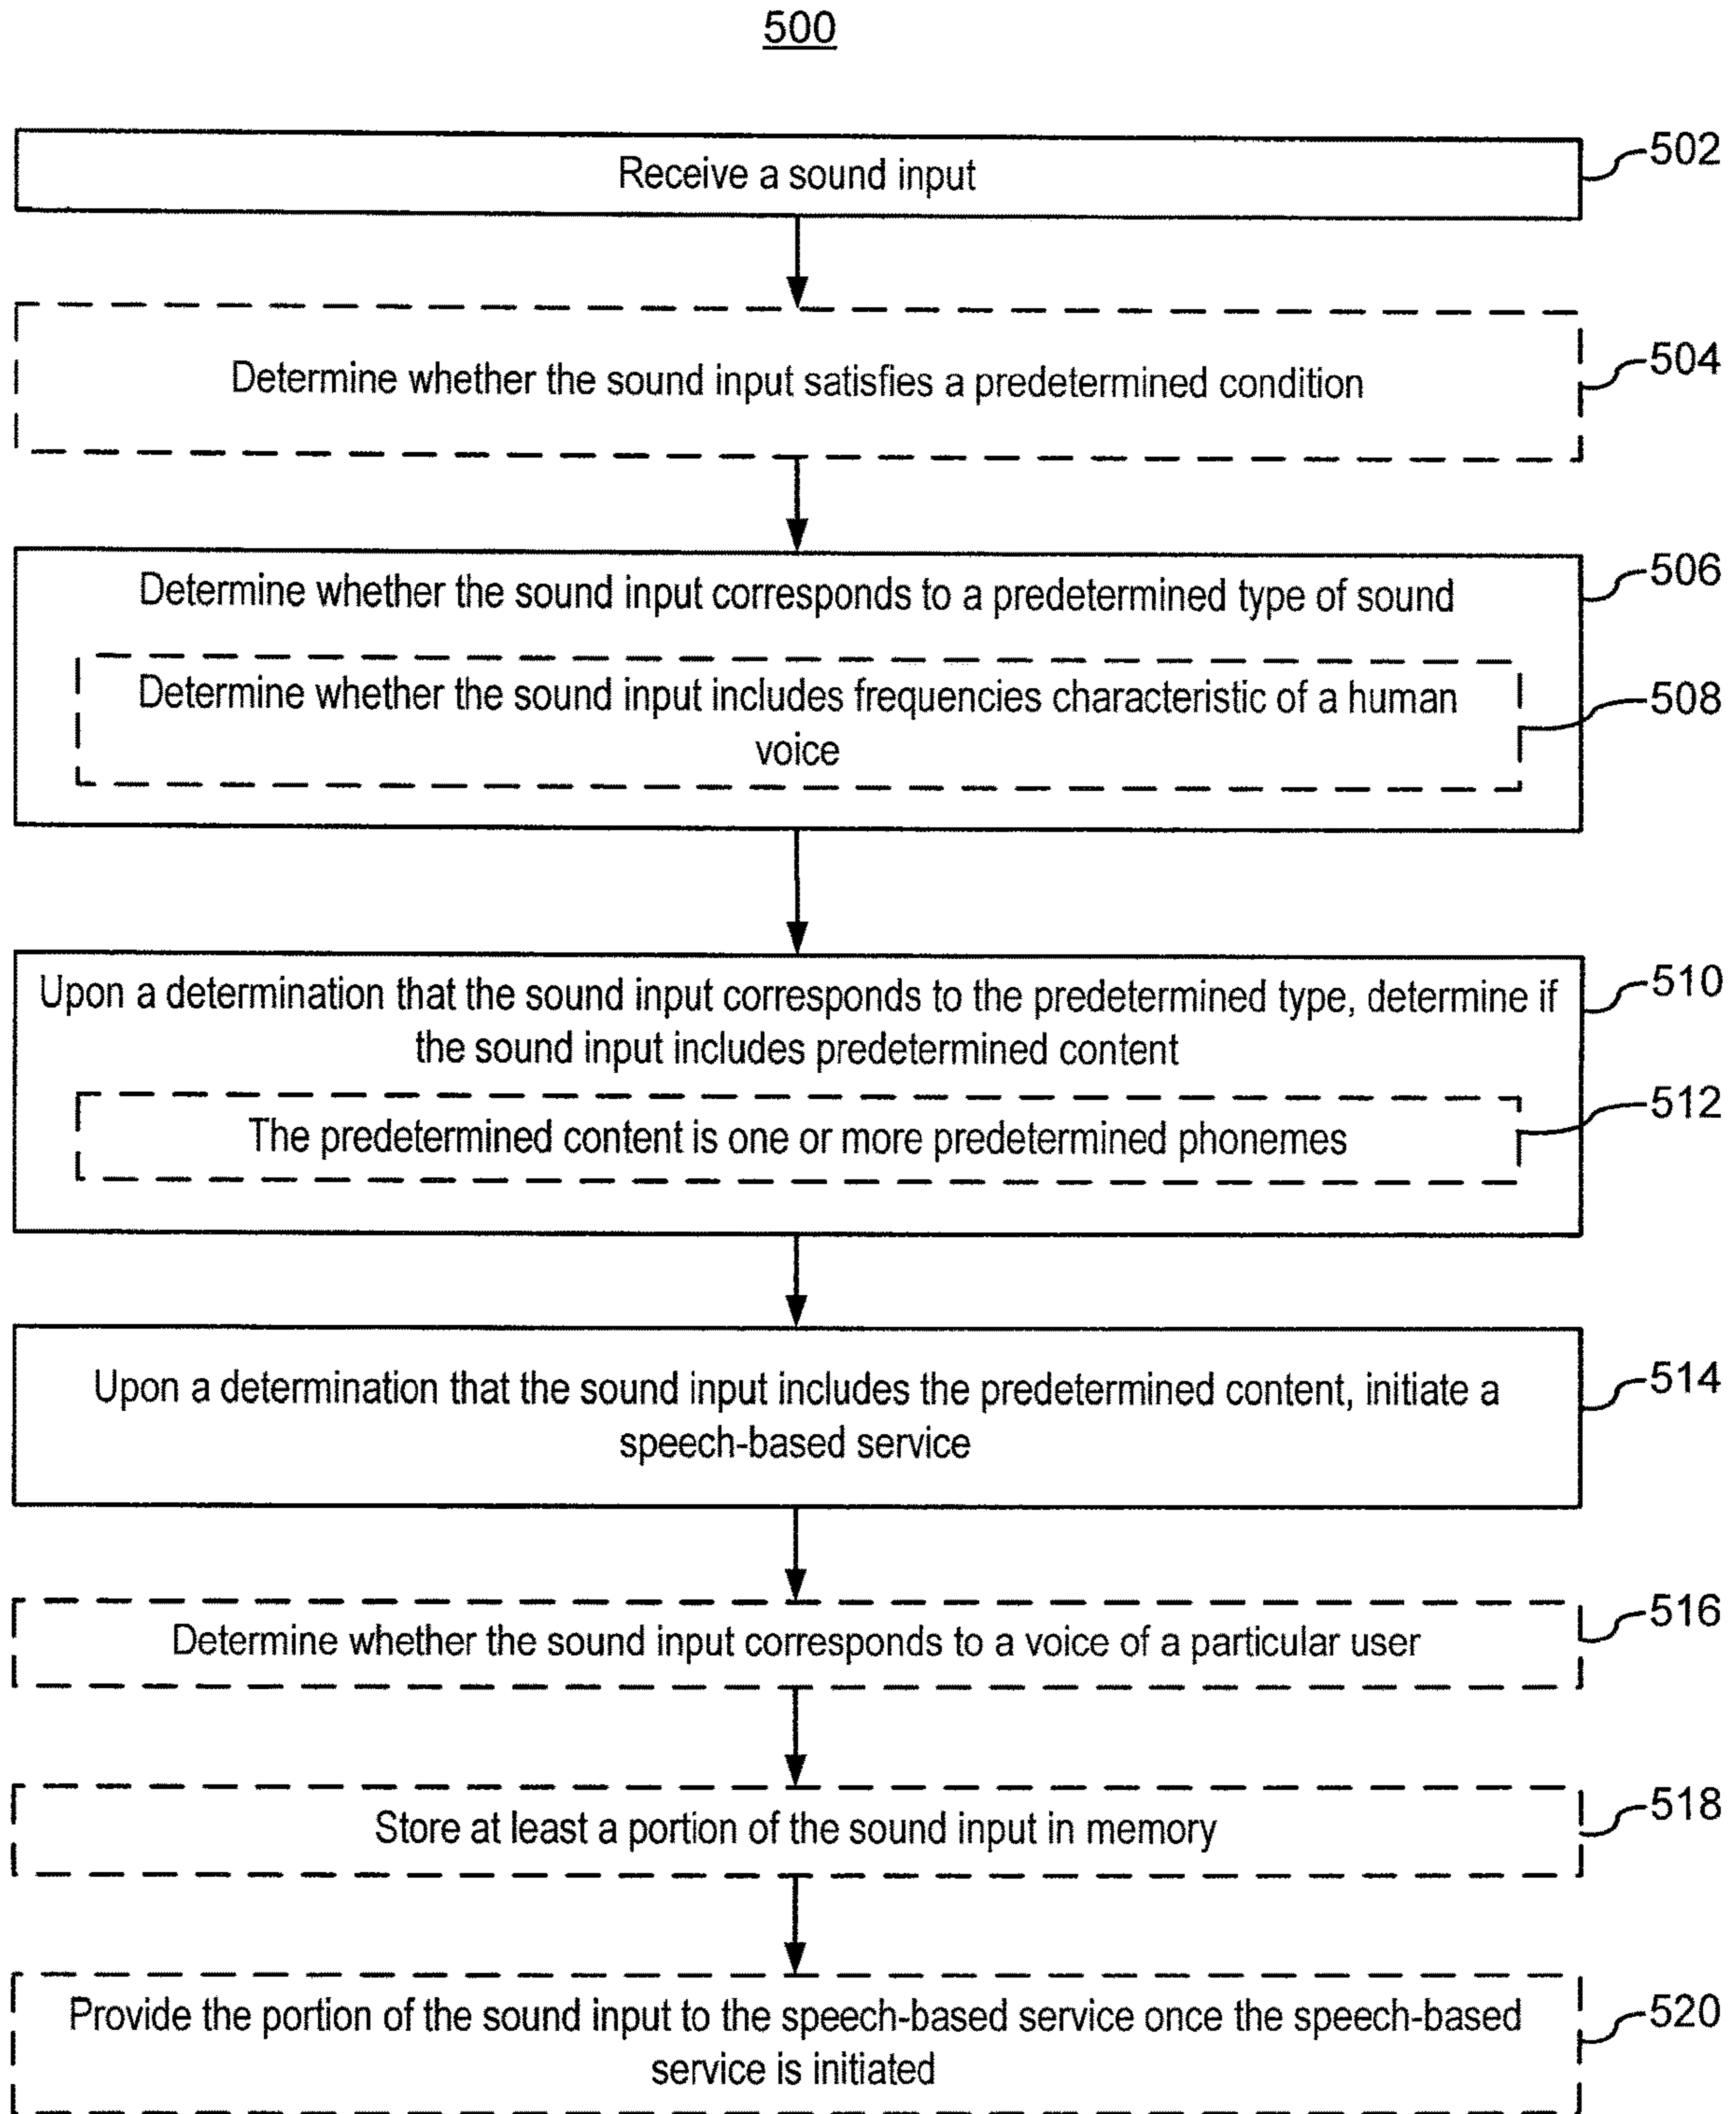 500
Receive a sound input
502
Determine whether the sound input satisfies a predetermined condition
504
Determine whether the sound input corresponds to a predetermined type of sound
506
Determine whether the sound input includes frequencies characteristic of a human
voice
508
Upon a determination that the sound input corresponds to the predetermined type, determine if
the sound input includes predetermined content
510
The predetermined content is one or more predetermined phonemes
512
Upon a determination that the sound input includes the predetermined content, initiate a
speech-based service
514
Determine whether the sound input corresponds to a voice of a particular user
516
Store at least a portion of the sound input in memory
518
Provide the portion of the sound input to the speech-based service once the speech-based
service is initiated
520